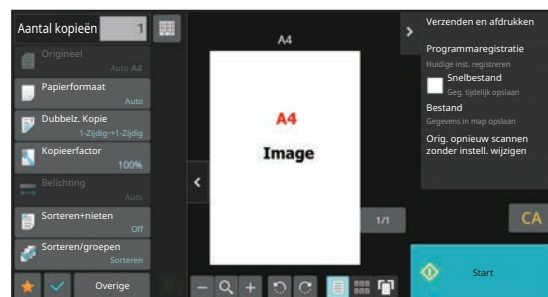 Aantal kopieën 1
Origineel
Auto A4
Papierformaat
Auto
Dubbelz. Kopie
1-Zijdig→1-Zijdig
Kopieerfactor
100%
Belichting
Auto
Sorteren+nieten
Off
Sorteren/groepen
Sorteren
Overige
A4
A4
Image
1/1
Verzenden en afdrukken
Programmaregistratie
Huidige inst. registreren
Snelbestand
Geg. tijdelijk opslaan
Bestand
Gegevens in map opslaan
Orig. opnieuw scannen
zonder instell. wijzigen
CA
Start